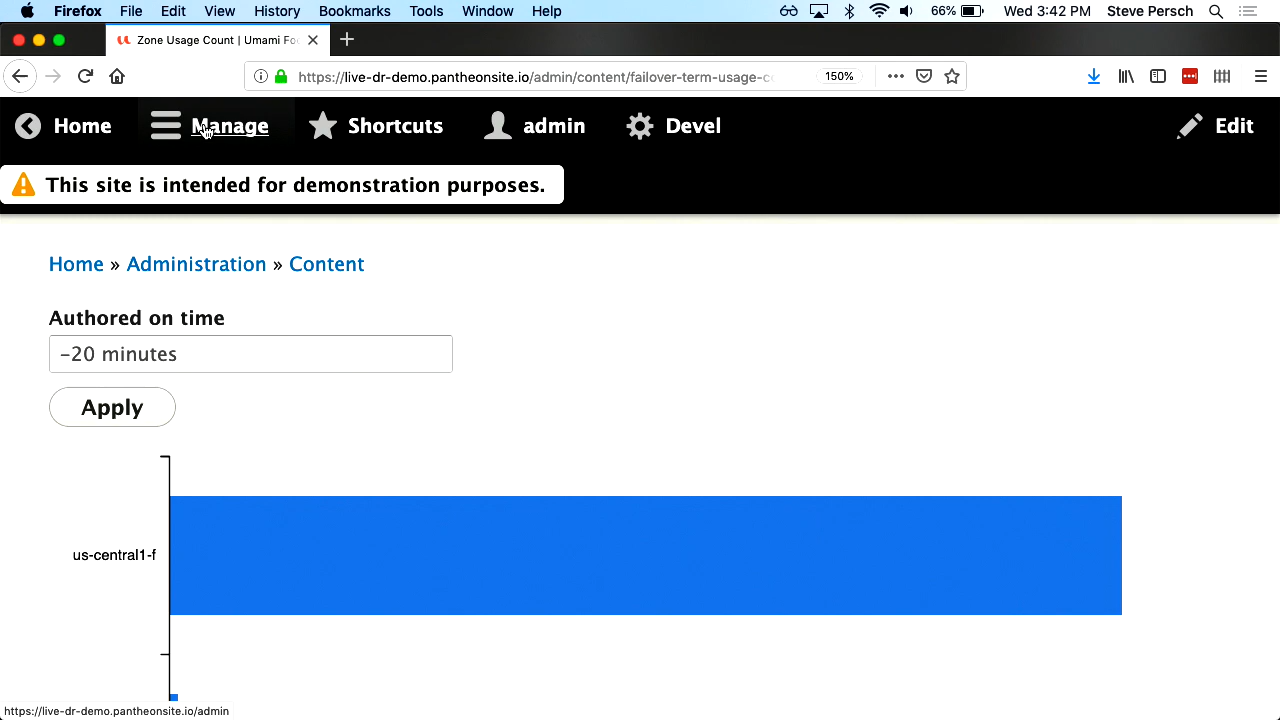 Firefox File Edit View History Bookmarks Tools Window Help 66% Wed 3:42 PM Steve Persch
Zone Usage Count | Umami Fo
https://live-dr-demo.pantheonsite.io/admin/content/failover-term-usage-c 150%
Home Manage Shortcuts admin Devel Edit
This site is intended for demonstration purposes.
Home » Administration » Content
Authored on time
-20 minutes
Apply
us-central1-f
https://live-dr-demo.pantheonsite.io/admin